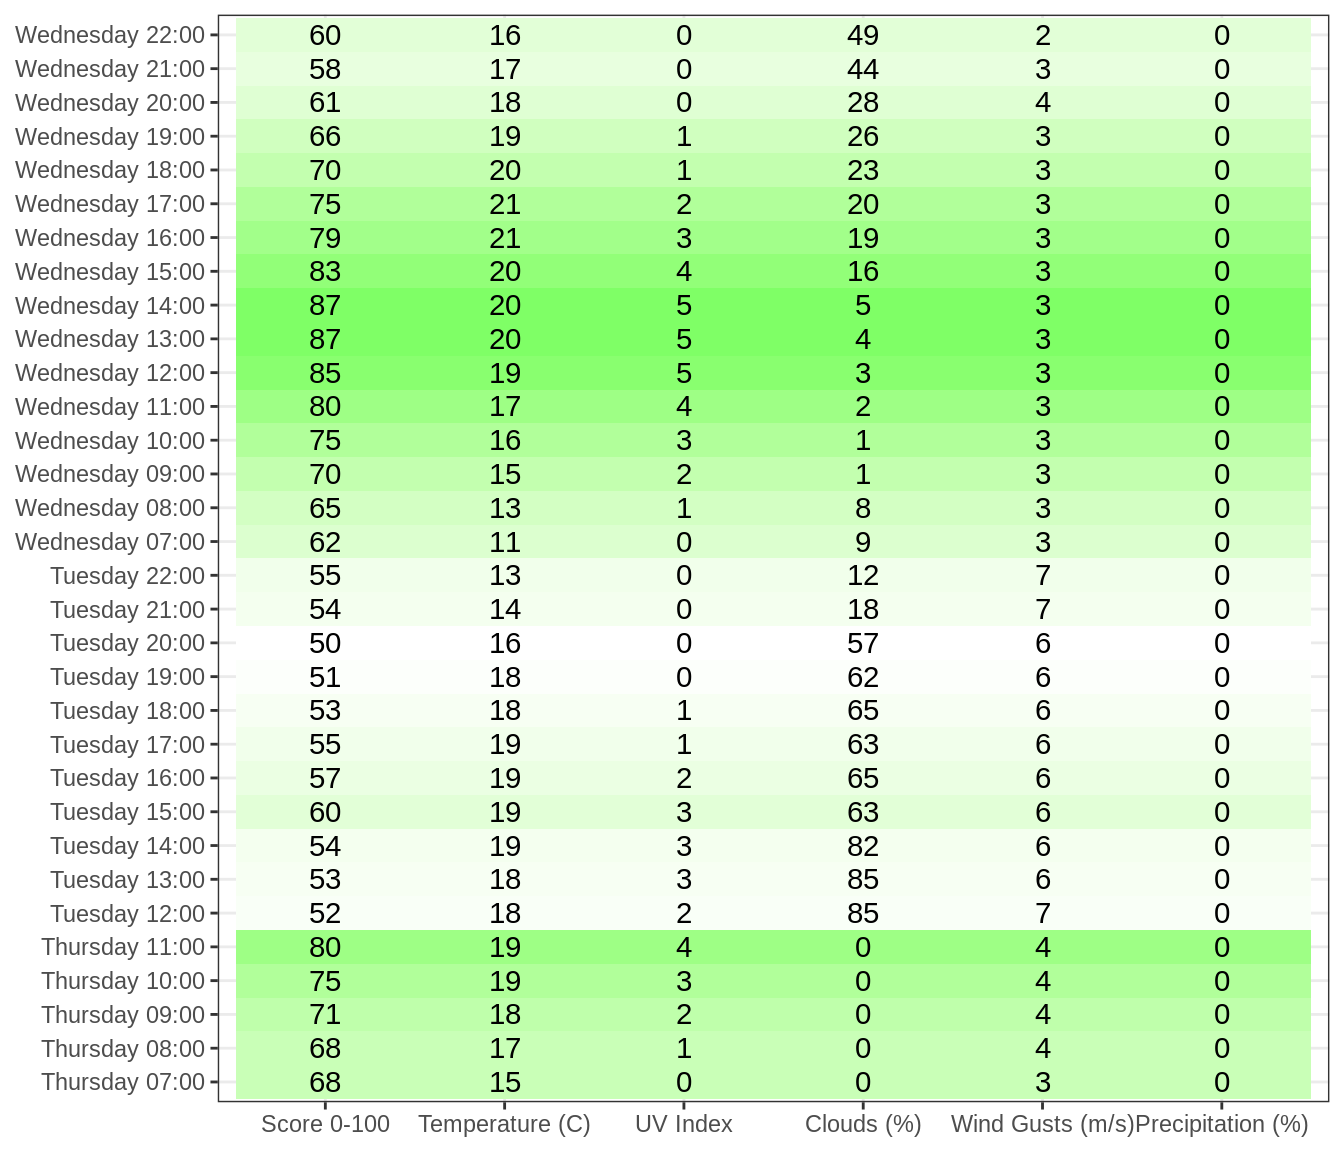 Wednesday 22:00 60 16 0 49 2 0
Wednesday 21:00 58 17 0 44 3 0
Wednesday 20:00 61 18 0 28 4 0
Wednesday 19:00 66 19 1 26 3 0
Wednesday 18:00 70 20 1 23 3 0
Wednesday 17:00 75 21 2 20 3 0
Wednesday 16:00 79 21 3 19 3 0
Wednesday 15:00 83 20 4 16 3 0
Wednesday 14:00 87 20 5 5 3 0
Wednesday 13:00 87 20 5 4 3 0
Wednesday 12:00 85 19 5 3 3 0
Wednesday 11:00 80 17 4 2 3 0
Wednesday 10:00 75 16 3 1 3 0
Wednesday 09:00 70 15 2 1 3 0
Wednesday 08:00 65 13 1 8 3 0
Wednesday 07:00 62 11 0 9 3 0
Tuesday 22:00 55 13 0 12 7 0
Tuesday 21:00 54 14 0 18 7 0
Tuesday 20:00 50 16 0 57 6 0
Tuesday 19:00 51 18 0 62 6 0
Tuesday 18:00 53 18 1 65 6 0
Tuesday 17:00 55 19 1 63 6 0
Tuesday 16:00 57 19 2 65 6 0
Tuesday 15:00 60 19 3 63 6 0
Tuesday 14:00 54 19 3 82 6 0
Tuesday 13:00 53 18 3 85 6 0
Tuesday 12:00 52 18 2 85 7 0
Thursday 11:00 80 19 4 0 4 0
Thursday 10:00 75 19 3 0 4 0
Thursday 09:00 71 18 2 0 4 0
Thursday 08:00 68 17 1 0 4 0
Thursday 07:00 68 15 0 0 3 0
Score 0-100 Temperature (C) UV Index Clouds (%) Wind Gusts (m/s) Precipitation (%)